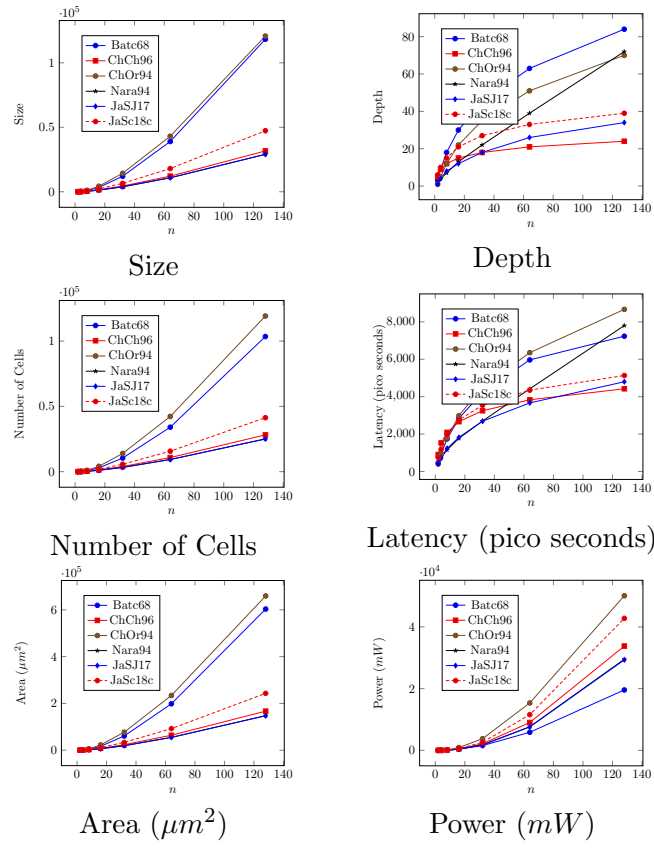 ·10^5
1
0.5
0
Size
Batc68
ChCh96
ChOr94
Nara94
JaSJ17
JaSc18c
0 20 40 60 80 100 120 140
n
Size
80
60
40
20
0
Depth
Batc68
ChCh96
ChOr94
Nara94
JaSJ17
JaSc18c
0 20 40 60 80 100 120 140
n
Depth
·10^5
1
0.5
0
Number of Cells
Batc68
ChCh96
ChOr94
Nara94
JaSJ17
JaSc18c
0 20 40 60 80 100 120 140
n
Number of Cells
8,000
6,000
4,000
2,000
0
Latency (pico seconds)
Batc68
ChCh96
ChOr94
Nara94
JaSJ17
JaSc18c
0 20 40 60 80 100 120 140
n
Latency (pico seconds)
·10^5
6
4
2
0
Area (μm²)
Batc68
ChCh96
ChOr94
Nara94
JaSJ17
JaSc18c
0 20 40 60 80 100 120 140
n
Area (μm²)
·10^4
4
2
0
Power (mW)
Batc68
ChCh96
ChOr94
Nara94
JaSJ17
JaSc18c
0 20 40 60 80 100 120 140
n
Power (mW)